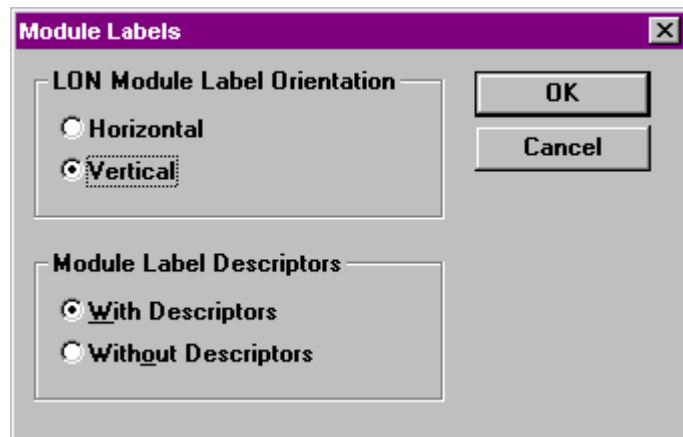 Module Labels
LON Module Label Orientation
Horizontal
Vertical
OK
Cancel
Module Label Descriptors
With Descriptors
Without Descriptors